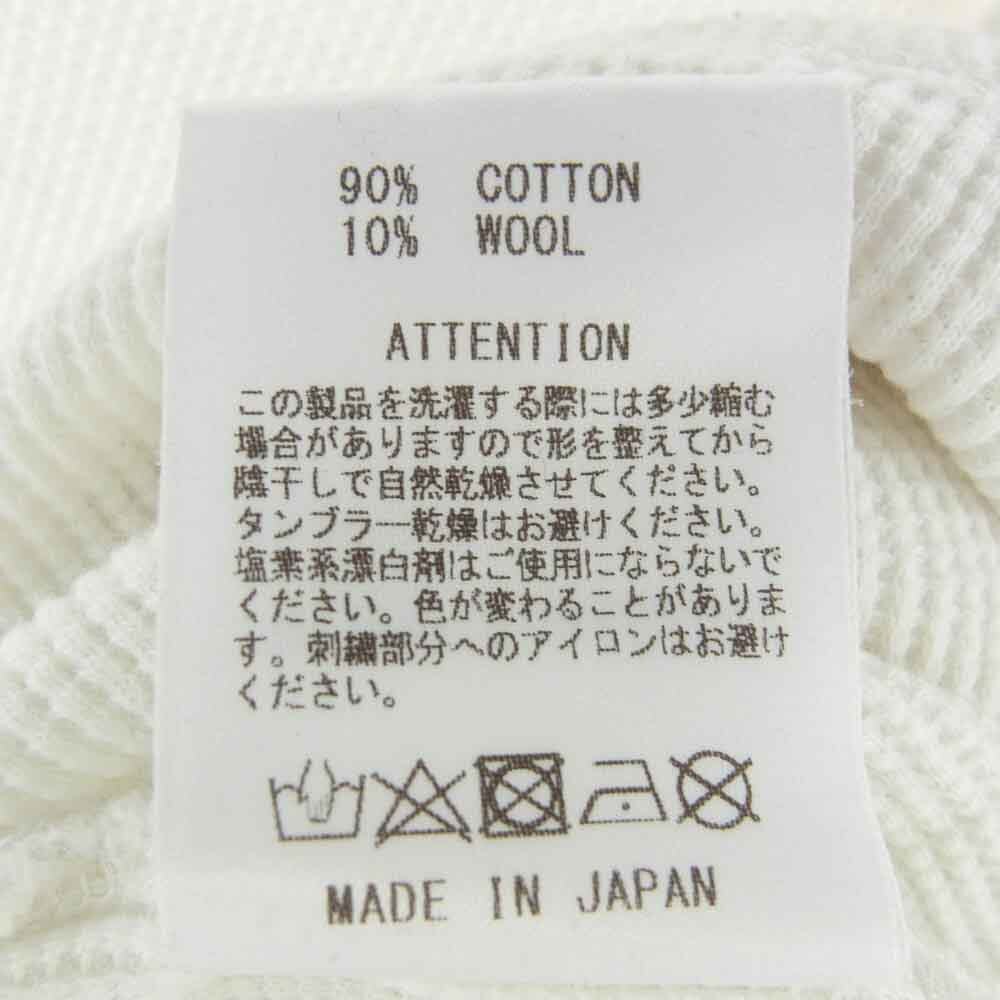 90% COTTON
10% WOOL
ATTENTION
この製品を洗濯する際には多少縮む
場合がありますので形を整えてから
陰干しで自然乾燥させてください。
タンブラー乾燥はお避けください。
塩素系漂白剤はご使用にならないで
ください。色が変わることがありま
す。刺繍部分へのアイロンはお避け
ください。
MADE IN JAPAN